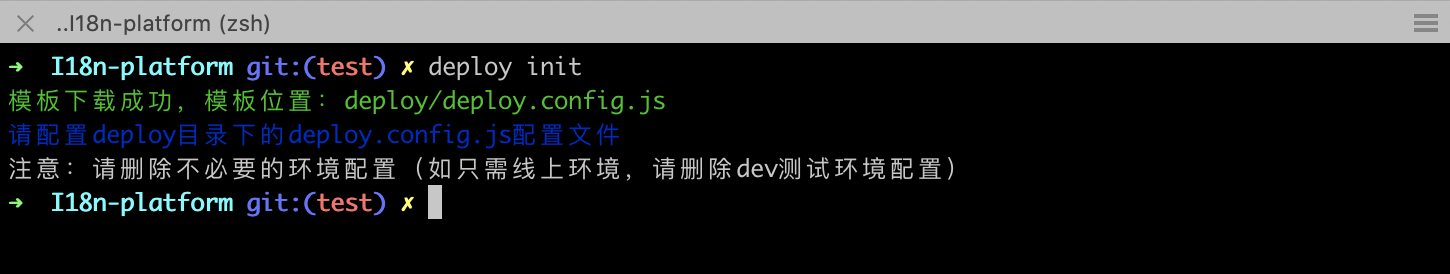 ..I18n-platform (zsh)
➜ I18n-platform git:(test) ✗ deploy init
模板下载成功，模板位置：deploy/deploy.config.js
请配置deploy目录下的deploy.config.js配置文件
注意：请删除不必要的环境配置（如只需线上环境，请删除dev测试环境配置）
➜ I18n-platform git:(test) ✗